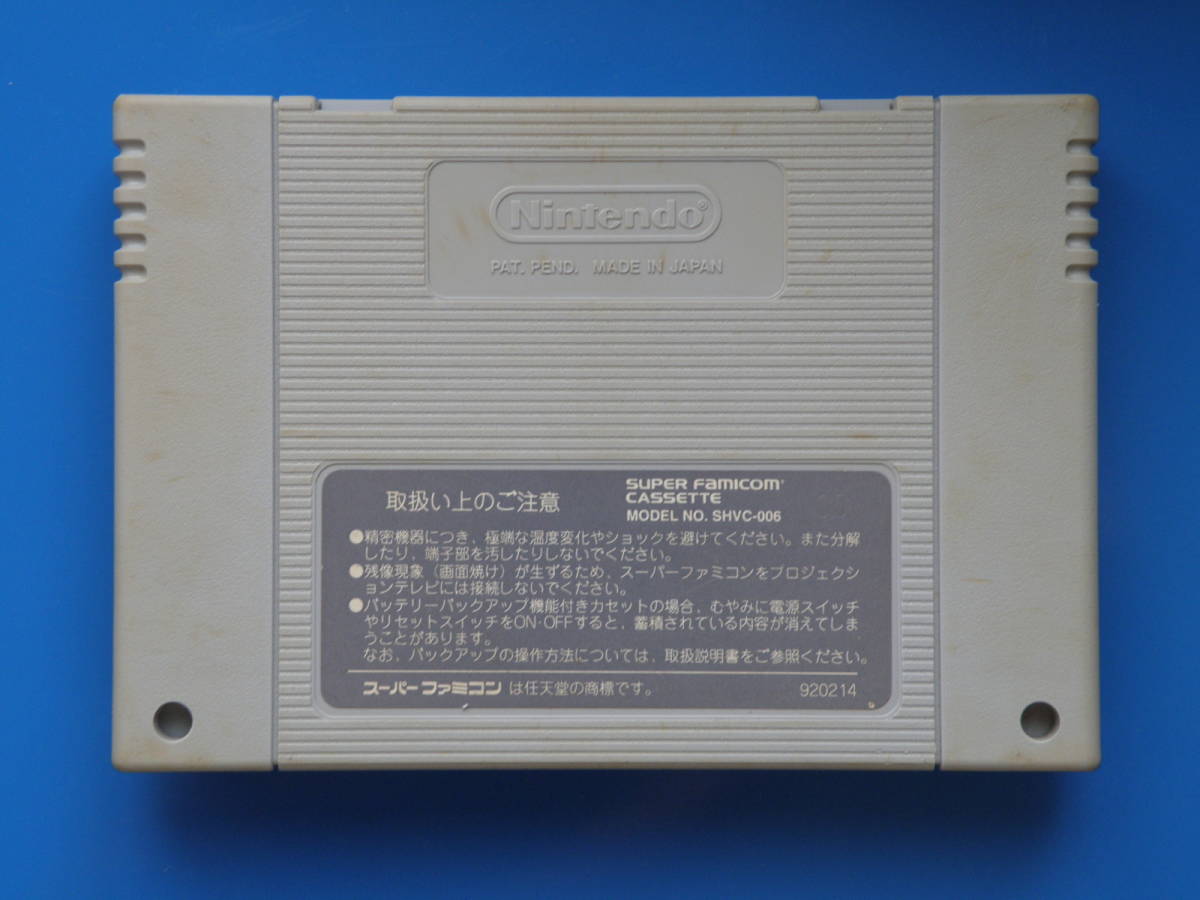 Nintendo®
PAT. PEND. MADE IN JAPAN
取扱い上のご注意
SUPER FAMICOM
CASSETTE
MODEL NO. SHVC-006
●精密機器につき、極端な温度変化やショックを避けてください。また分解
したり、端子部を汚したりしないでください。
●残像現象（画面焼け）が生ずるため、スーパーファミコンをプロジェクシ
ョンテレビには接続しないでください。
●バッテリーバックアップ機能付きカセットの場合、むやみに電源スイッチ
やリセットスイッチをON·OFFすると、蓄積されている内容が消えてしま
うことがあります。
なお、バックアップの操作方法については、取扱説明書をご参照ください。
スーパーファミコン は任天堂の商標です。
920214